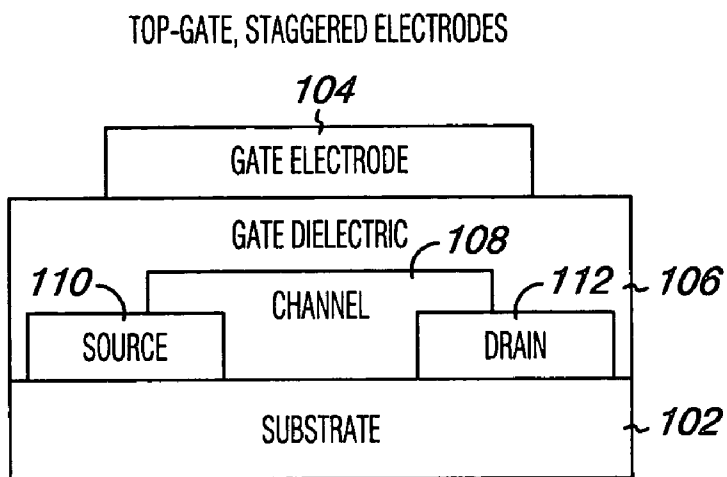 TOP-GATE, STAGGERED ELECTRODES
104
GATE ELECTRODE
GATE DIELECTRIC
108
110
112
106
CHANNEL
SOURCE
DRAIN
SUBSTRATE
102